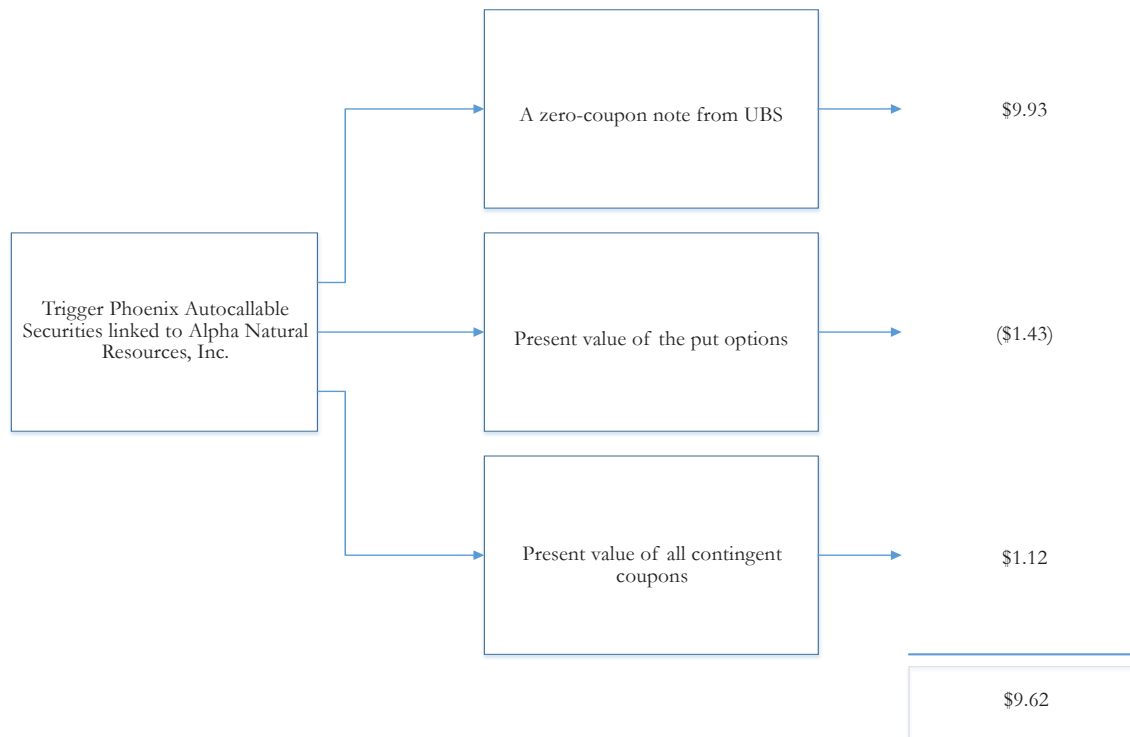 A zero-coupon note from UBS
$9.93
Trigger Phoenix Autocallable
Securities linked to Alpha Natural
Resources, Inc.
Present value of the put options
($1.43)
Present value of all contingent
coupons
$1.12
$9.62